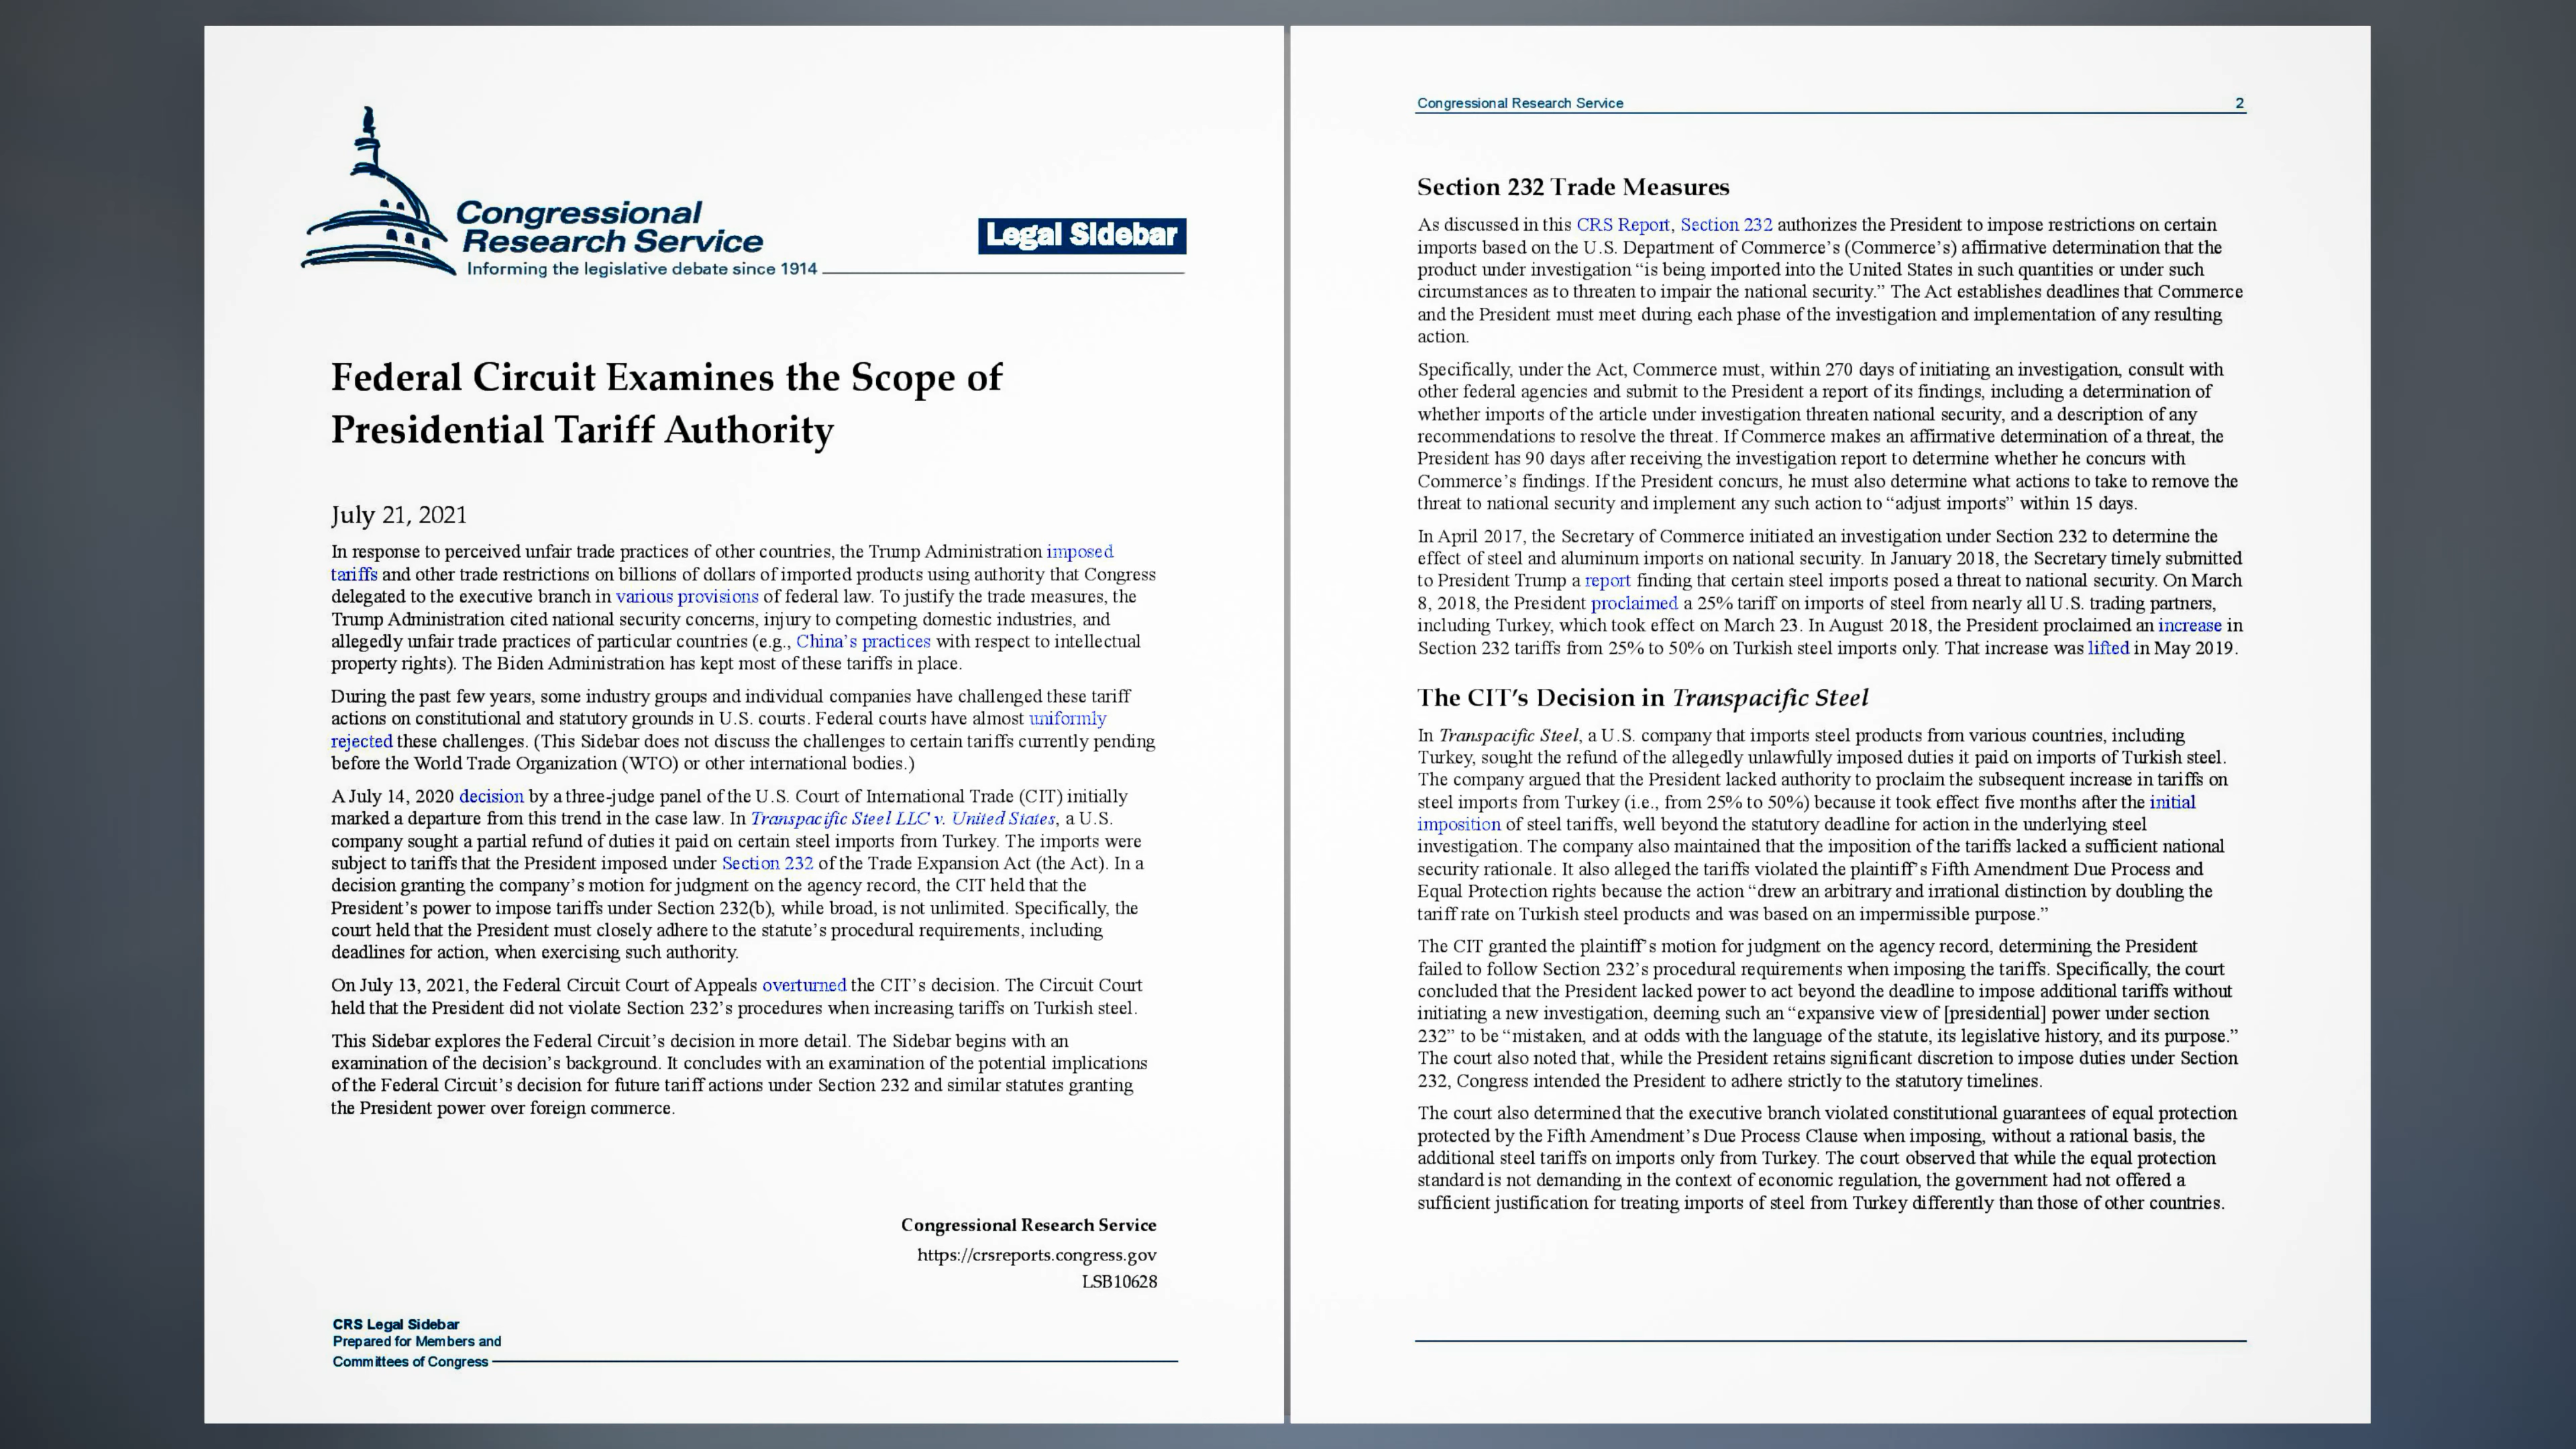 Congressional
Research Service
Informing the legislative debate since 1914
Legal Sidebar
Federal Circuit Examines the Scope of
Presidential Tariff Authority
July 21, 2021
In response to perceived unfair trade practices of other countries, the Trump Administration imposed
tariffs and other trade restrictions on billions of dollars of imported products using authority that Congress
delegated to the executive branch in various provisions of federal law. To justify the trade measures, the
Trump Administration cited national security concerns, injury to competing domestic industries, and
allegedly unfair trade practices of particular countries (e.g., China's practices with respect to intellectual
property rights). The Biden Administration has kept most of these tariffs in place.
During the past few years, some industry groups and individual companies have challenged these tariff
actions on constitutional and statutory grounds in U.S. courts. Federal courts have almost uniformly
rejected these challenges. (This Sidebar does not discuss the challenges to certain tariffs currently pending
before the World Trade Organization (WTO) or other international bodies.)
A July 14, 2020 decision by a three-judge panel of the U.S. Court of International Trade (CIT) initially
marked a departure from this trend in the case law. In Transpacific Steel LLC v. United States, a U.S.
company sought a partial refund of duties it paid on certain steel imports from Turkey. The imports were
subject to tariffs that the President imposed under Section 232 of the Trade Expansion Act (the Act). In a
decision granting the company's motion for judgment on the agency record, the CIT held that the
President's power to impose tariffs under Section 232(b), while broad, is not unlimited. Specifically, the
court held that the President must closely adhere to the statute's procedural requirements, including
deadlines for action, when exercising such authority.
On July 13, 2021, the Federal Circuit Court of Appeals overturned the CIT's decision. The Circuit Court
held that the President did not violate Section 232's procedures when increasing tariffs on Turkish steel.
This Sidebar explores the Federal Circuit's decision in more detail. The Sidebar begins with an
examination of the decision's background. It concludes with an examination of the potential implications
of the Federal Circuit's decision for future tariff actions under Section 232 and similar statutes granting
the President power over foreign commerce.
Congressional Research Service
https://crsreports.congress.gov
LSB10628
CRS Legal Sidebar
Prepared for Members and
Committees of Congress
Congressional Research Service 2
Section 232 Trade Measures
As discussed in this CRS Report, Section 232 authorizes the President to impose restrictions on certain
imports based on the U.S. Department of Commerce's (Commerce's) affirmative determination that the
product under investigation "is being imported into the United States in such quantities or under such
circumstances as to threaten to impair the national security." The Act establishes deadlines that Commerce
and the President must meet during each phase of the investigation and implementation of any resulting
action.
Specifically, under the Act, Commerce must, within 270 days of initiating an investigation, consult with
other federal agencies and submit to the President a report of its findings, including a determination of
whether imports of the article under investigation threaten national security, and a description of any
recommendations to resolve the threat. If Commerce makes an affirmative determination of a threat, the
President has 90 days after receiving the investigation report to determine whether he concurs with
Commerce's findings. If the President concurs, he must also determine what actions to take to remove the
threat to national security and implement any such action to "adjust imports" within 15 days.
In April 2017, the Secretary of Commerce initiated an investigation under Section 232 to determine the
effect of steel and aluminum imports on national security. In January 2018, the Secretary timely submitted
to President Trump a report finding that certain steel imports posed a threat to national security. On March
8, 2018, the President proclaimed a 25% tariff on imports of steel from nearly all U.S. trading partners,
including Turkey, which took effect on March 23. In August 2018, the President proclaimed an increase in
Section 232 tariffs from 25% to 50% on Turkish steel imports only. That increase was lifted in May 2019.
The CIT's Decision in Transpacific Steel
In Transpacific Steel, a U.S. company that imports steel products from various countries, including
Turkey, sought the refund of the allegedly unlawfully imposed duties it paid on imports of Turkish steel.
The company argued that the President lacked authority to proclaim the subsequent increase in tariffs on
steel imports from Turkey (i.e., from 25% to 50%) because it took effect five months after the initial
imposition of steel tariffs, well beyond the statutory deadline for action in the underlying steel
investigation. The company also maintained that the imposition of the tariffs lacked a sufficient national
security rationale. It also alleged the tariffs violated the plaintiff's Fifth Amendment Due Process and
Equal Protection rights because the action "drew an arbitrary and irrational distinction by doubling the
tariff rate on Turkish steel products and was based on an impermissible purpose."
The CIT granted the plaintiff's motion for judgment on the agency record, determining the President
failed to follow Section 232's procedural requirements when imposing the tariffs. Specifically, the court
concluded that the President lacked power to act beyond the deadline to impose additional tariffs without
initiating a new investigation, deeming such an "expansive view of [presidential] power under section
232" to be "mistaken, and at odds with the language of the statute, its legislative history, and its purpose."
The court also noted that, while the President retains significant discretion to impose duties under Section
232, Congress intended the President to adhere strictly to the statutory timelines.
The court also determined that the executive branch violated constitutional guarantees of equal protection
protected by the Fifth Amendment's Due Process Clause when imposing, without a rational basis, the
additional steel tariffs on imports only from Turkey. The court observed that while the equal protection
standard is not demanding in the context of economic regulation, the government had not offered a
sufficient justification for treating imports of steel from Turkey differently than those of other countries.